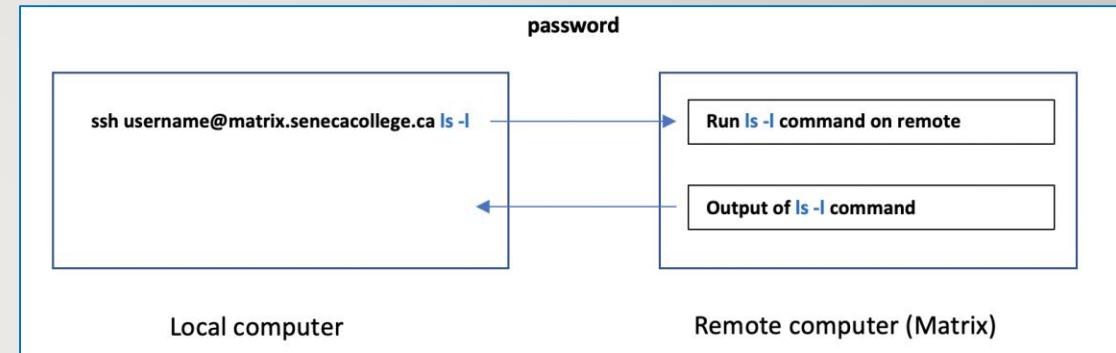 password
ssh username@matrix.senecacollege.ca ls -l
Run ls -l command on remote
Output of ls -l command
Local computer
Remote computer (Matrix)